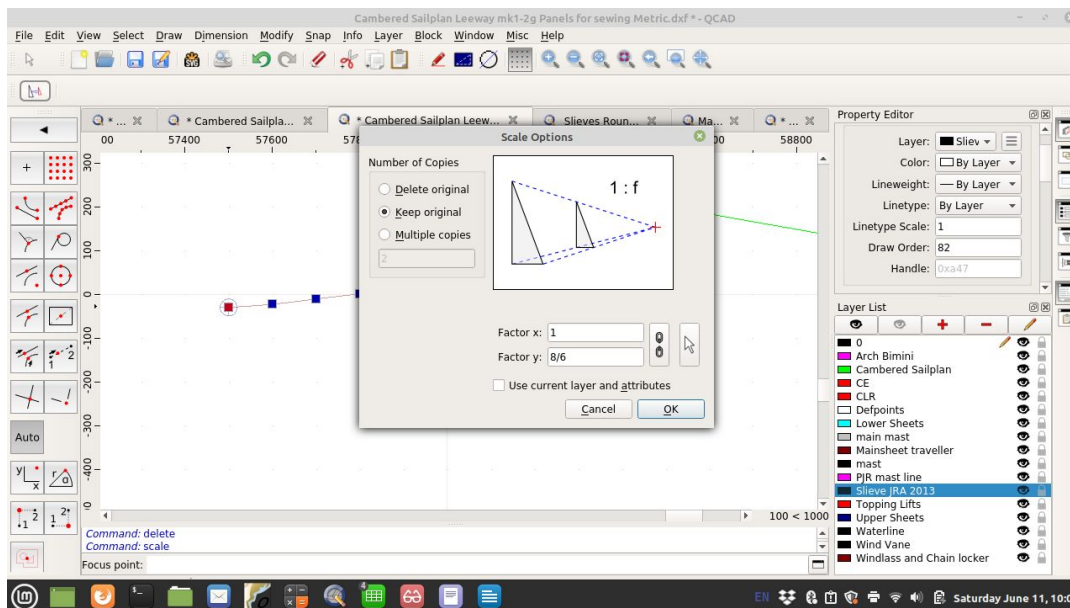 Cambered Sailplan Leeway mk1-2g Panels for sewing Metric.dxf * - QCAD
File Edit View Select Draw Dimension Modify Snap Info Layer Block Window Misc Help
* ... * Cambered Sailpla... * Cambered Sailplan Leew... Slieves Roun... * Ma... * ...
00 57400 57600 00 58800
300
200
0
-200
-400
Scale Options
Number of Copies
Delete original
Keep original
Multiple copies
2
1 : f
Factor x: 1
Factor y: 8/6
Use current layer and attributes
Cancel OK
Auto
Property Editor
Layer: Sliev
Color: By Layer
Lineweight: By Layer
Linetype: By Layer
Linetype Scale: 1
Draw Order: 82
Handle: 0xa47
Layer List
0
Arch Bimini
Cambered Sailplan
CE
CLR
Defpoints
Lower Sheets
main mast
Mainsheet traveller
mast
PJR mast line
Slieve JRA 2013
Topping Lifts
Upper Sheets
Waterline
Wind Vane
Windlass and Chain locker
100 < 1000
Command: delete
Command: scale
Focus point:
EN Saturday June 11, 10:0